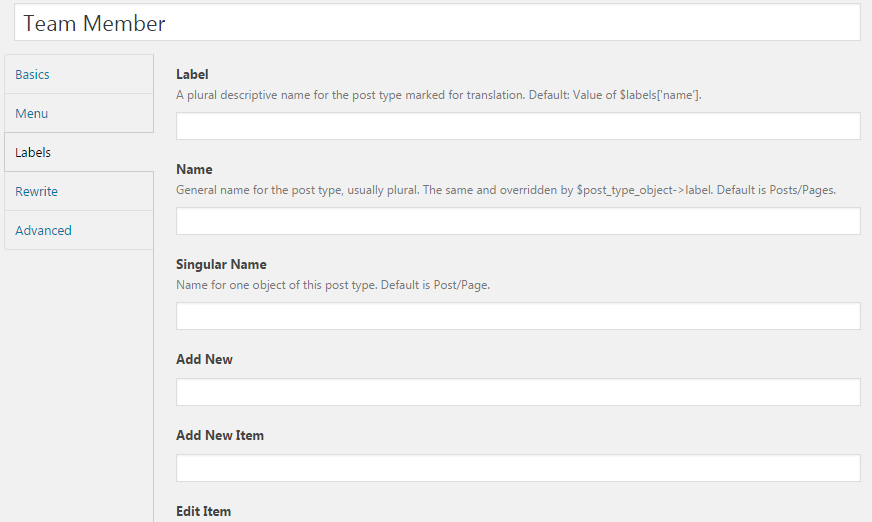 Team Member
Basics
Menu
Labels
Rewrite
Advanced
Label
A plural descriptive name for the post type marked for translation. Default: Value of $labels['name'].
Name
General name for the post type, usually plural. The same and overridden by $post_type_object->label. Default is Posts/Pages.
Singular Name
Name for one object of this post type. Default is Post/Page.
Add New
Add New Item
Edit Item